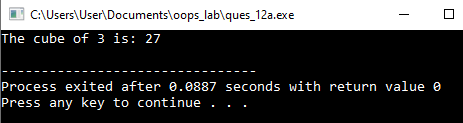 C:\Users\User\Documents\oops_lab\ques_12a.exe
The cube of 3 is: 27
--------------------------------
Process exited after 0.0887 seconds with return value 0
Press any key to continue . . .